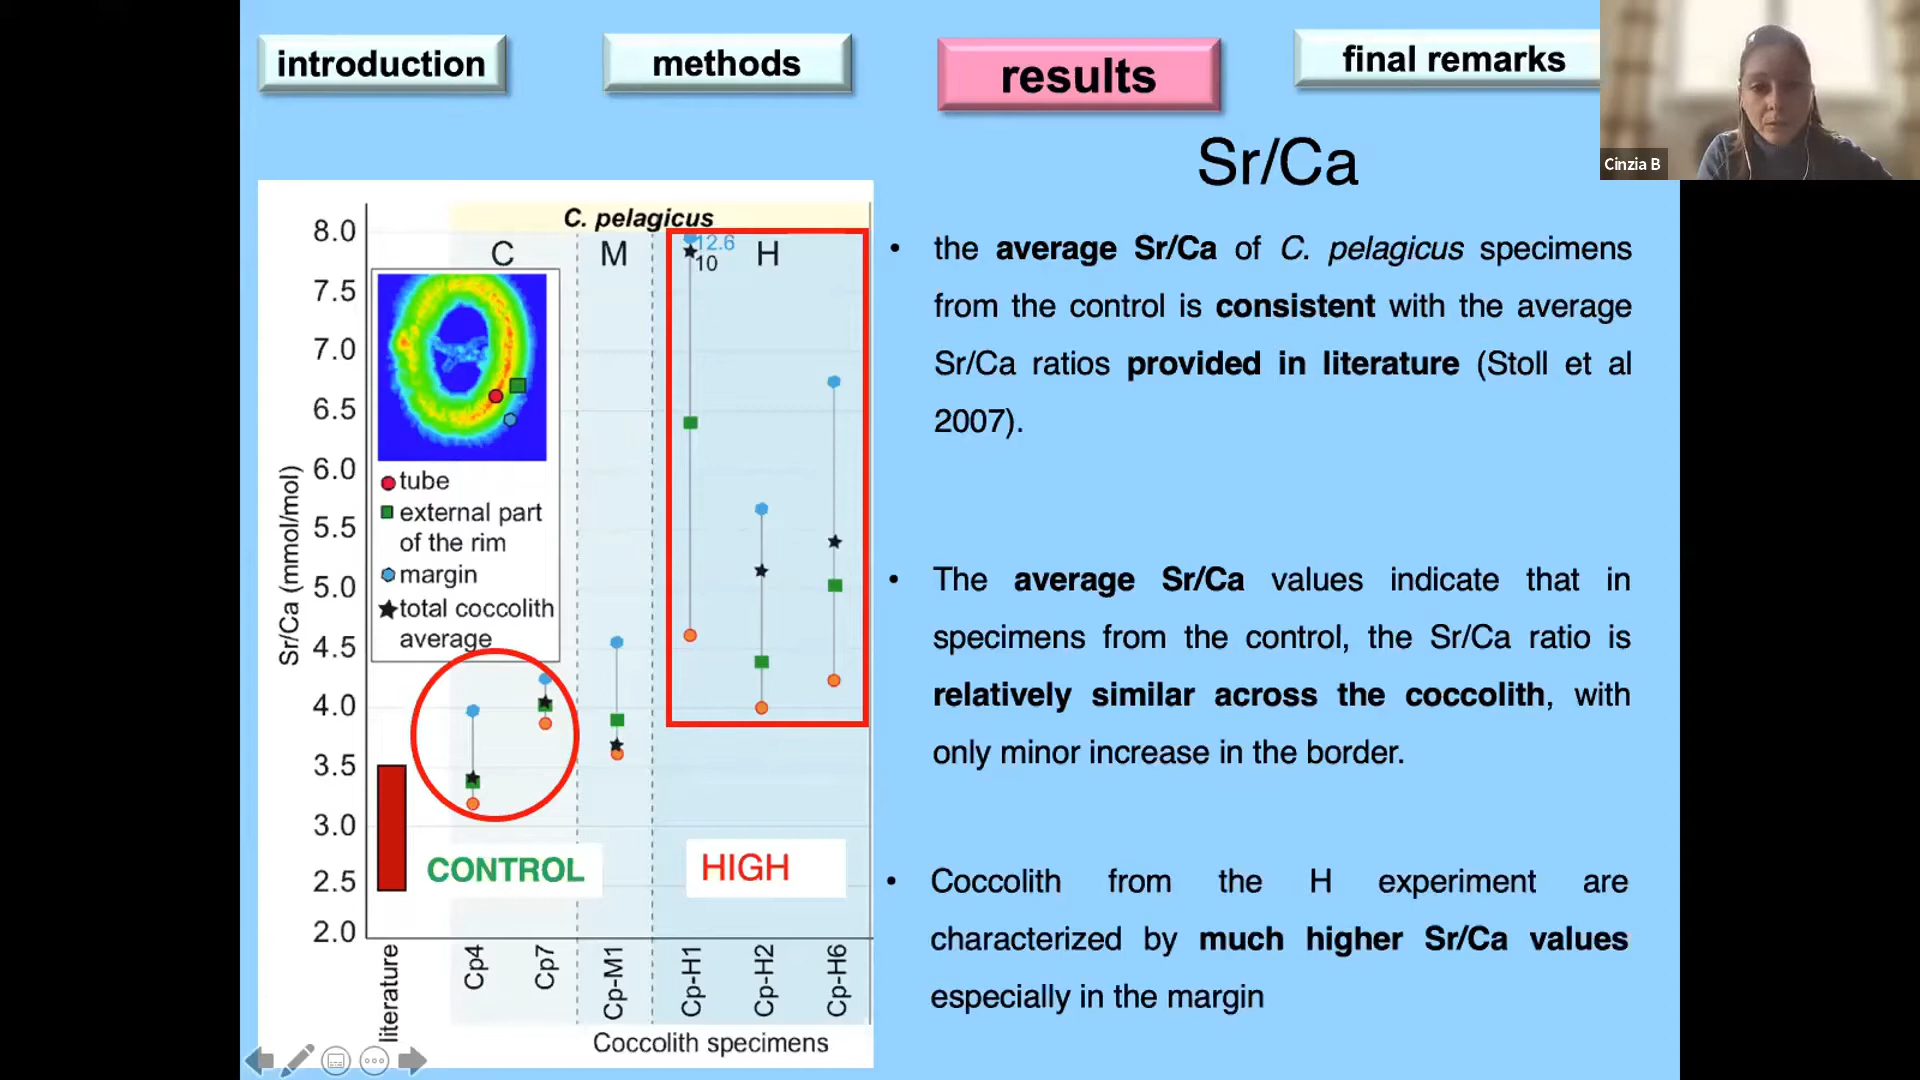 introduction
methods
results
final remarks
Cinzia B
Sr/Ca
C. pelagicus
C
M
H
12.6
10
8.0
7.5
7.0
6.5
6.0
5.5
5.0
4.5
4.0
3.5
3.0
2.5
2.0
Sr/Ca (mmol/mol)
tube
external part
of the rim
margin
total coccolith
average
CONTROL
HIGH
literature
Cp4
Cp7
Cp-M1
Cp-H1
Cp-H2
Cp-H6
Coccolith specimens
• the average Sr/Ca of C. pelagicus specimens
from the control is consistent with the average
Sr/Ca ratios provided in literature (Stoll et al
2007).
• The average Sr/Ca values indicate that in
specimens from the control, the Sr/Ca ratio is
relatively similar across the coccolith, with
only minor increase in the border.
• Coccolith from the H experiment are
characterized by much higher Sr/Ca values
especially in the margin